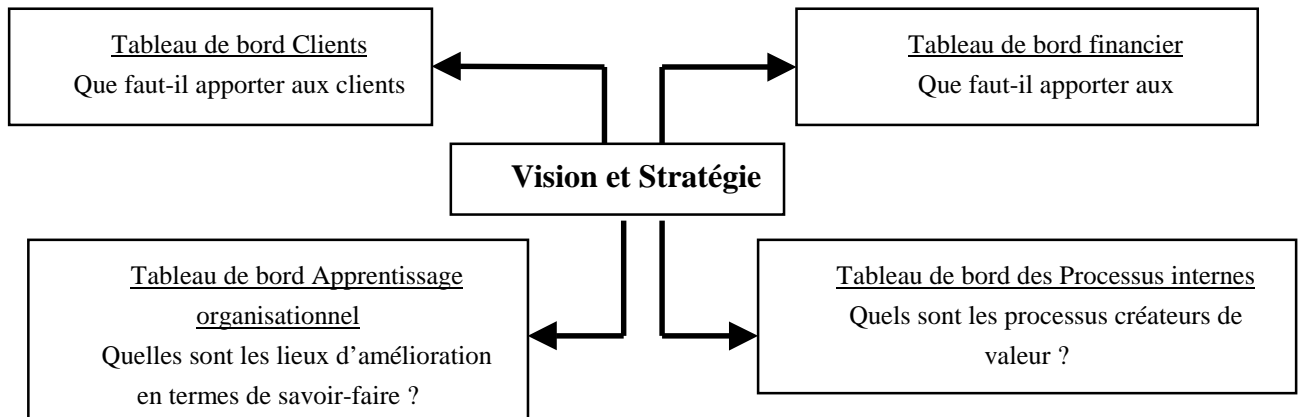 Tableau de bord Clients
Que faut-il apporter aux clients
Tableau de bord financier
Que faut-il apporter aux
Vision et Stratégie
Tableau de bord Apprentissage
organisationnel
Quelles sont les lieux d’amélioration
en termes de savoir-faire ?
Tableau de bord des Processus internes
Quels sont les processus créateurs de
valeur ?